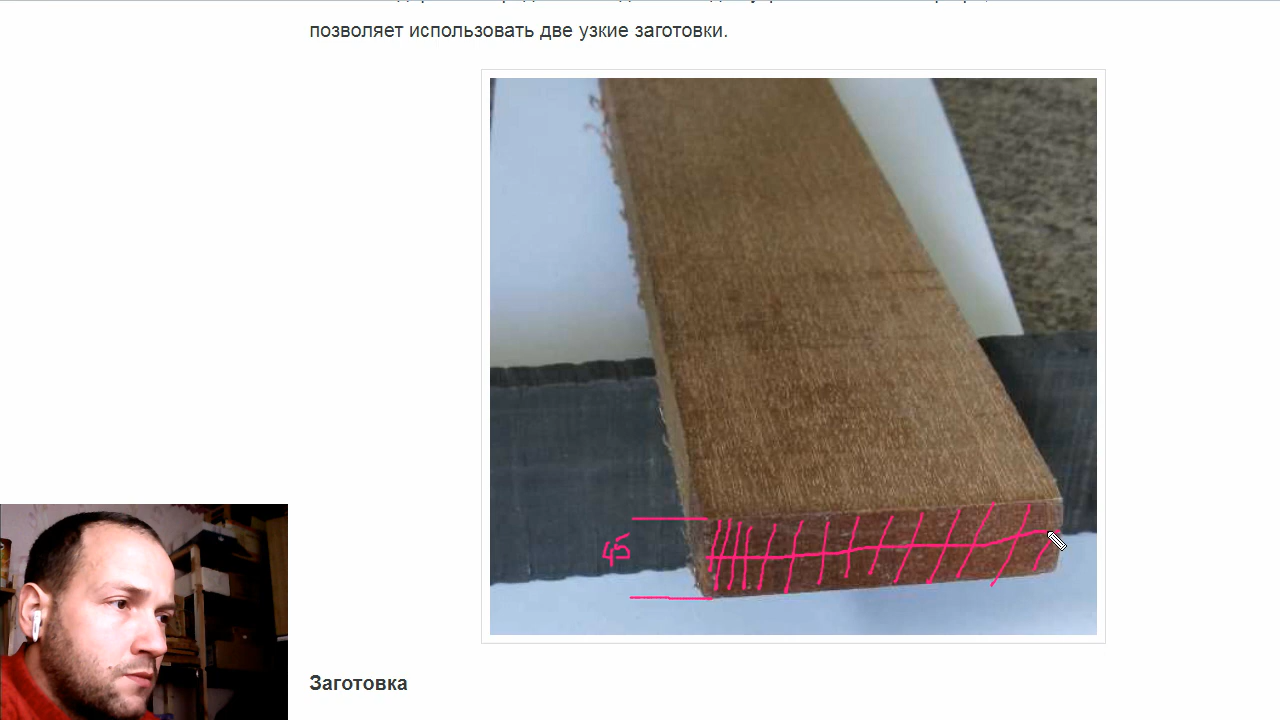 позволяет использовать две узкие заготовки.
45
Заготовка